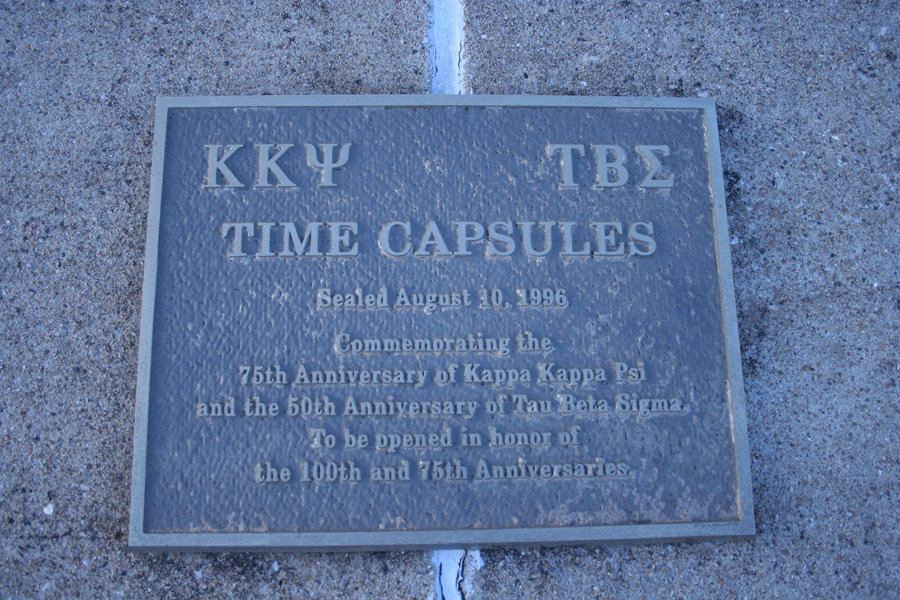 ΚΚΨ ΤΒΣ
TIME CAPSULES
Sealed August 10, 1996
Commemorating the
75th Anniversary of Kappa Kappa Psi
and the 50th Anniversary of Tau Beta Sigma.
To be ppened in honor of
the 100th and 75th Anniversaries.